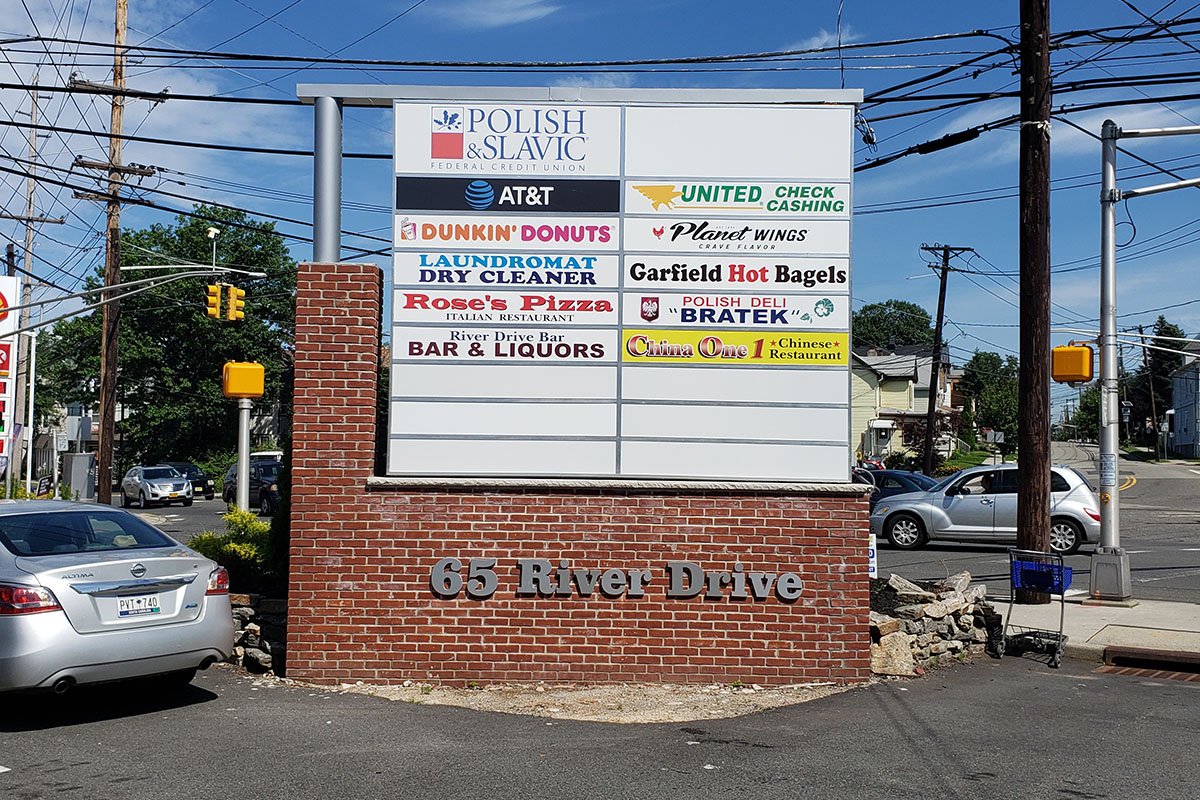 POLISH
& SLAVIC
FEDERAL CREDIT UNION
AT&T
UNITED CHECK
CASHING
DUNKIN' DONUTS
Planet WINGS
CRAVE FLAVOR
LAUNDROMAT
DRY CLEANER
Garfield Hot Bagels
Rose's Pizza
ITALIAN RESTAURANT
POLISH DELI
"BRATEK"
River Drive Bar
BAR & LIQUORS
China One 1 Chinese
Restaurant
65 River Drive
ALTIMA
PVT 740